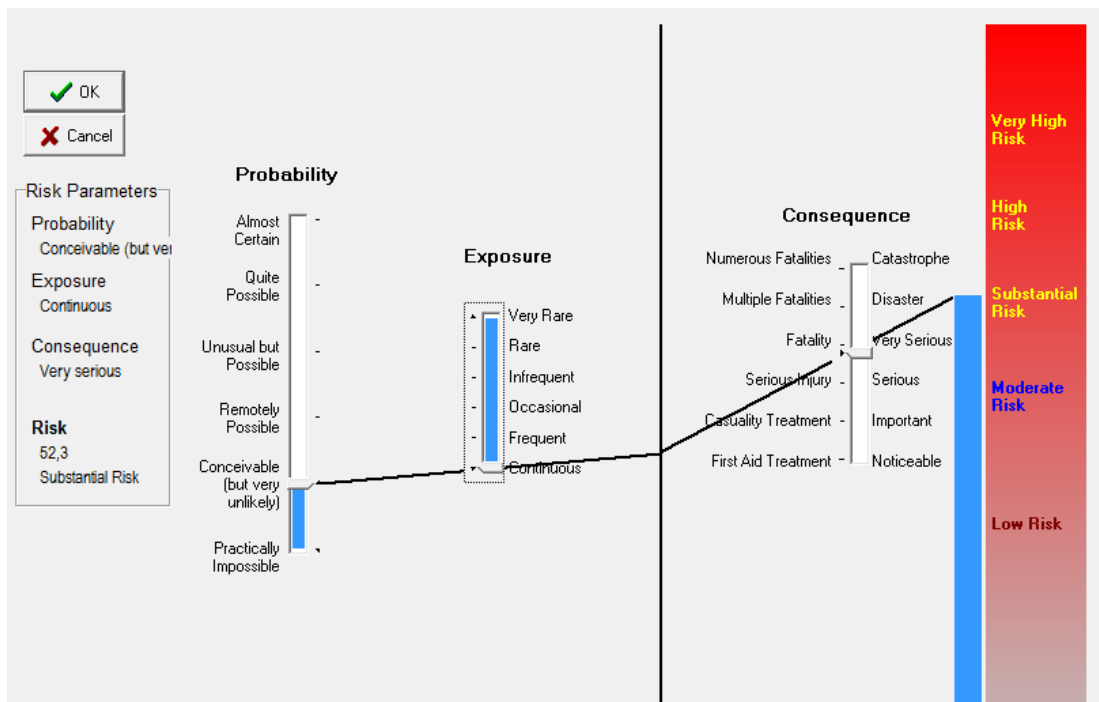 OK
Cancel
Risk Parameters
Probability
Conceivable (but ver
Exposure
Continuous
Consequence
Very serious
Risk
52,3
Substantial Risk
Probability
Almost
Certain
Quite
Possible
Unusual but
Possible
Remotely
Possible
Conceivable
(but very
unlikely)
Practically
Impossible
Exposure
Very Rare
Rare
Infrequent
Occasional
Frequent
Continuous
Consequence
Numerous Fatalities
Catastrophe
Multiple Fatalities
Disaster
Fatality
Very Serious
Serious Injury
Serious
Casuality Treatment
Important
First Aid Treatment
Noticeable
Very High
Risk
High
Risk
Substantial
Risk
Moderate
Risk
Low Risk